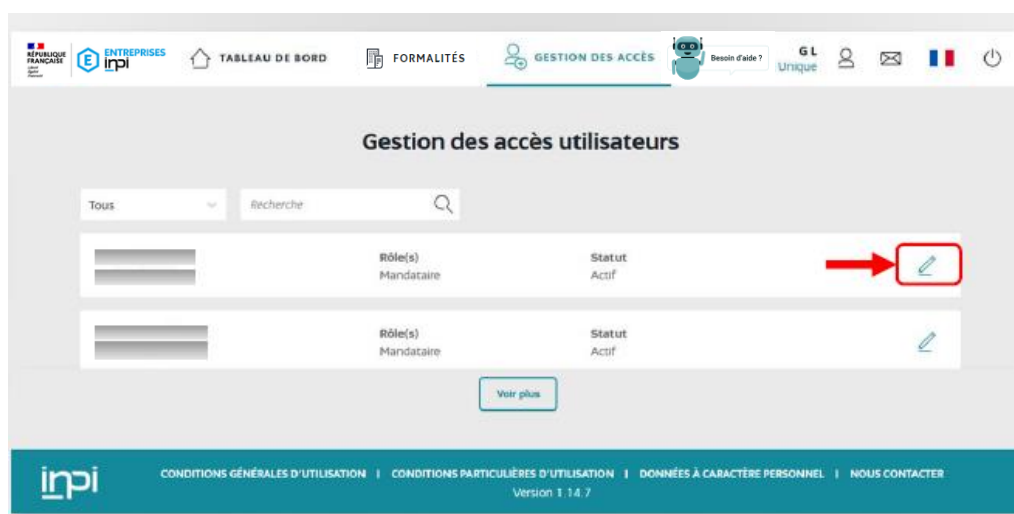 RÉPUBLIQUE
FRANÇAISE
ENTREPRISES
inpi
TABLEAU DE BORD
FORMALITÉS
GESTION DES ACCÈS
Besoin d'aide ?
G L
Unique
Gestion des accès utilisateurs
Tous
Recherche
Rôle(s)
Statut
Mandataire
Actif
Rôle(s)
Statut
Mandataire
Actif
Voir plus
inpi
CONDITIONS GÉNÉRALES D'UTILISATION | CONDITIONS PARTICULIÈRES D'UTILISATION | DONNÉES À CARACTÈRE PERSONNEL | NOUS CONTACTER
Version 1.14.7